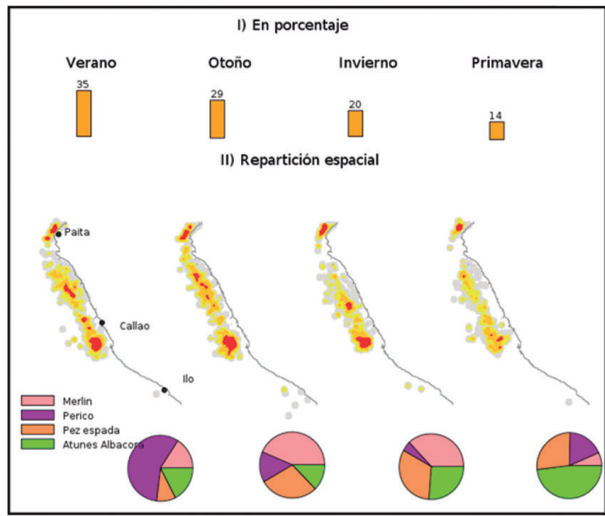 I) En porcentaje
Verano Otoño Invierno Primavera
35 29 20 14
II) Repartición espacial
Paita
Callao
Ilo
Merlin
Perico
Pez espada
Atunes Albacora